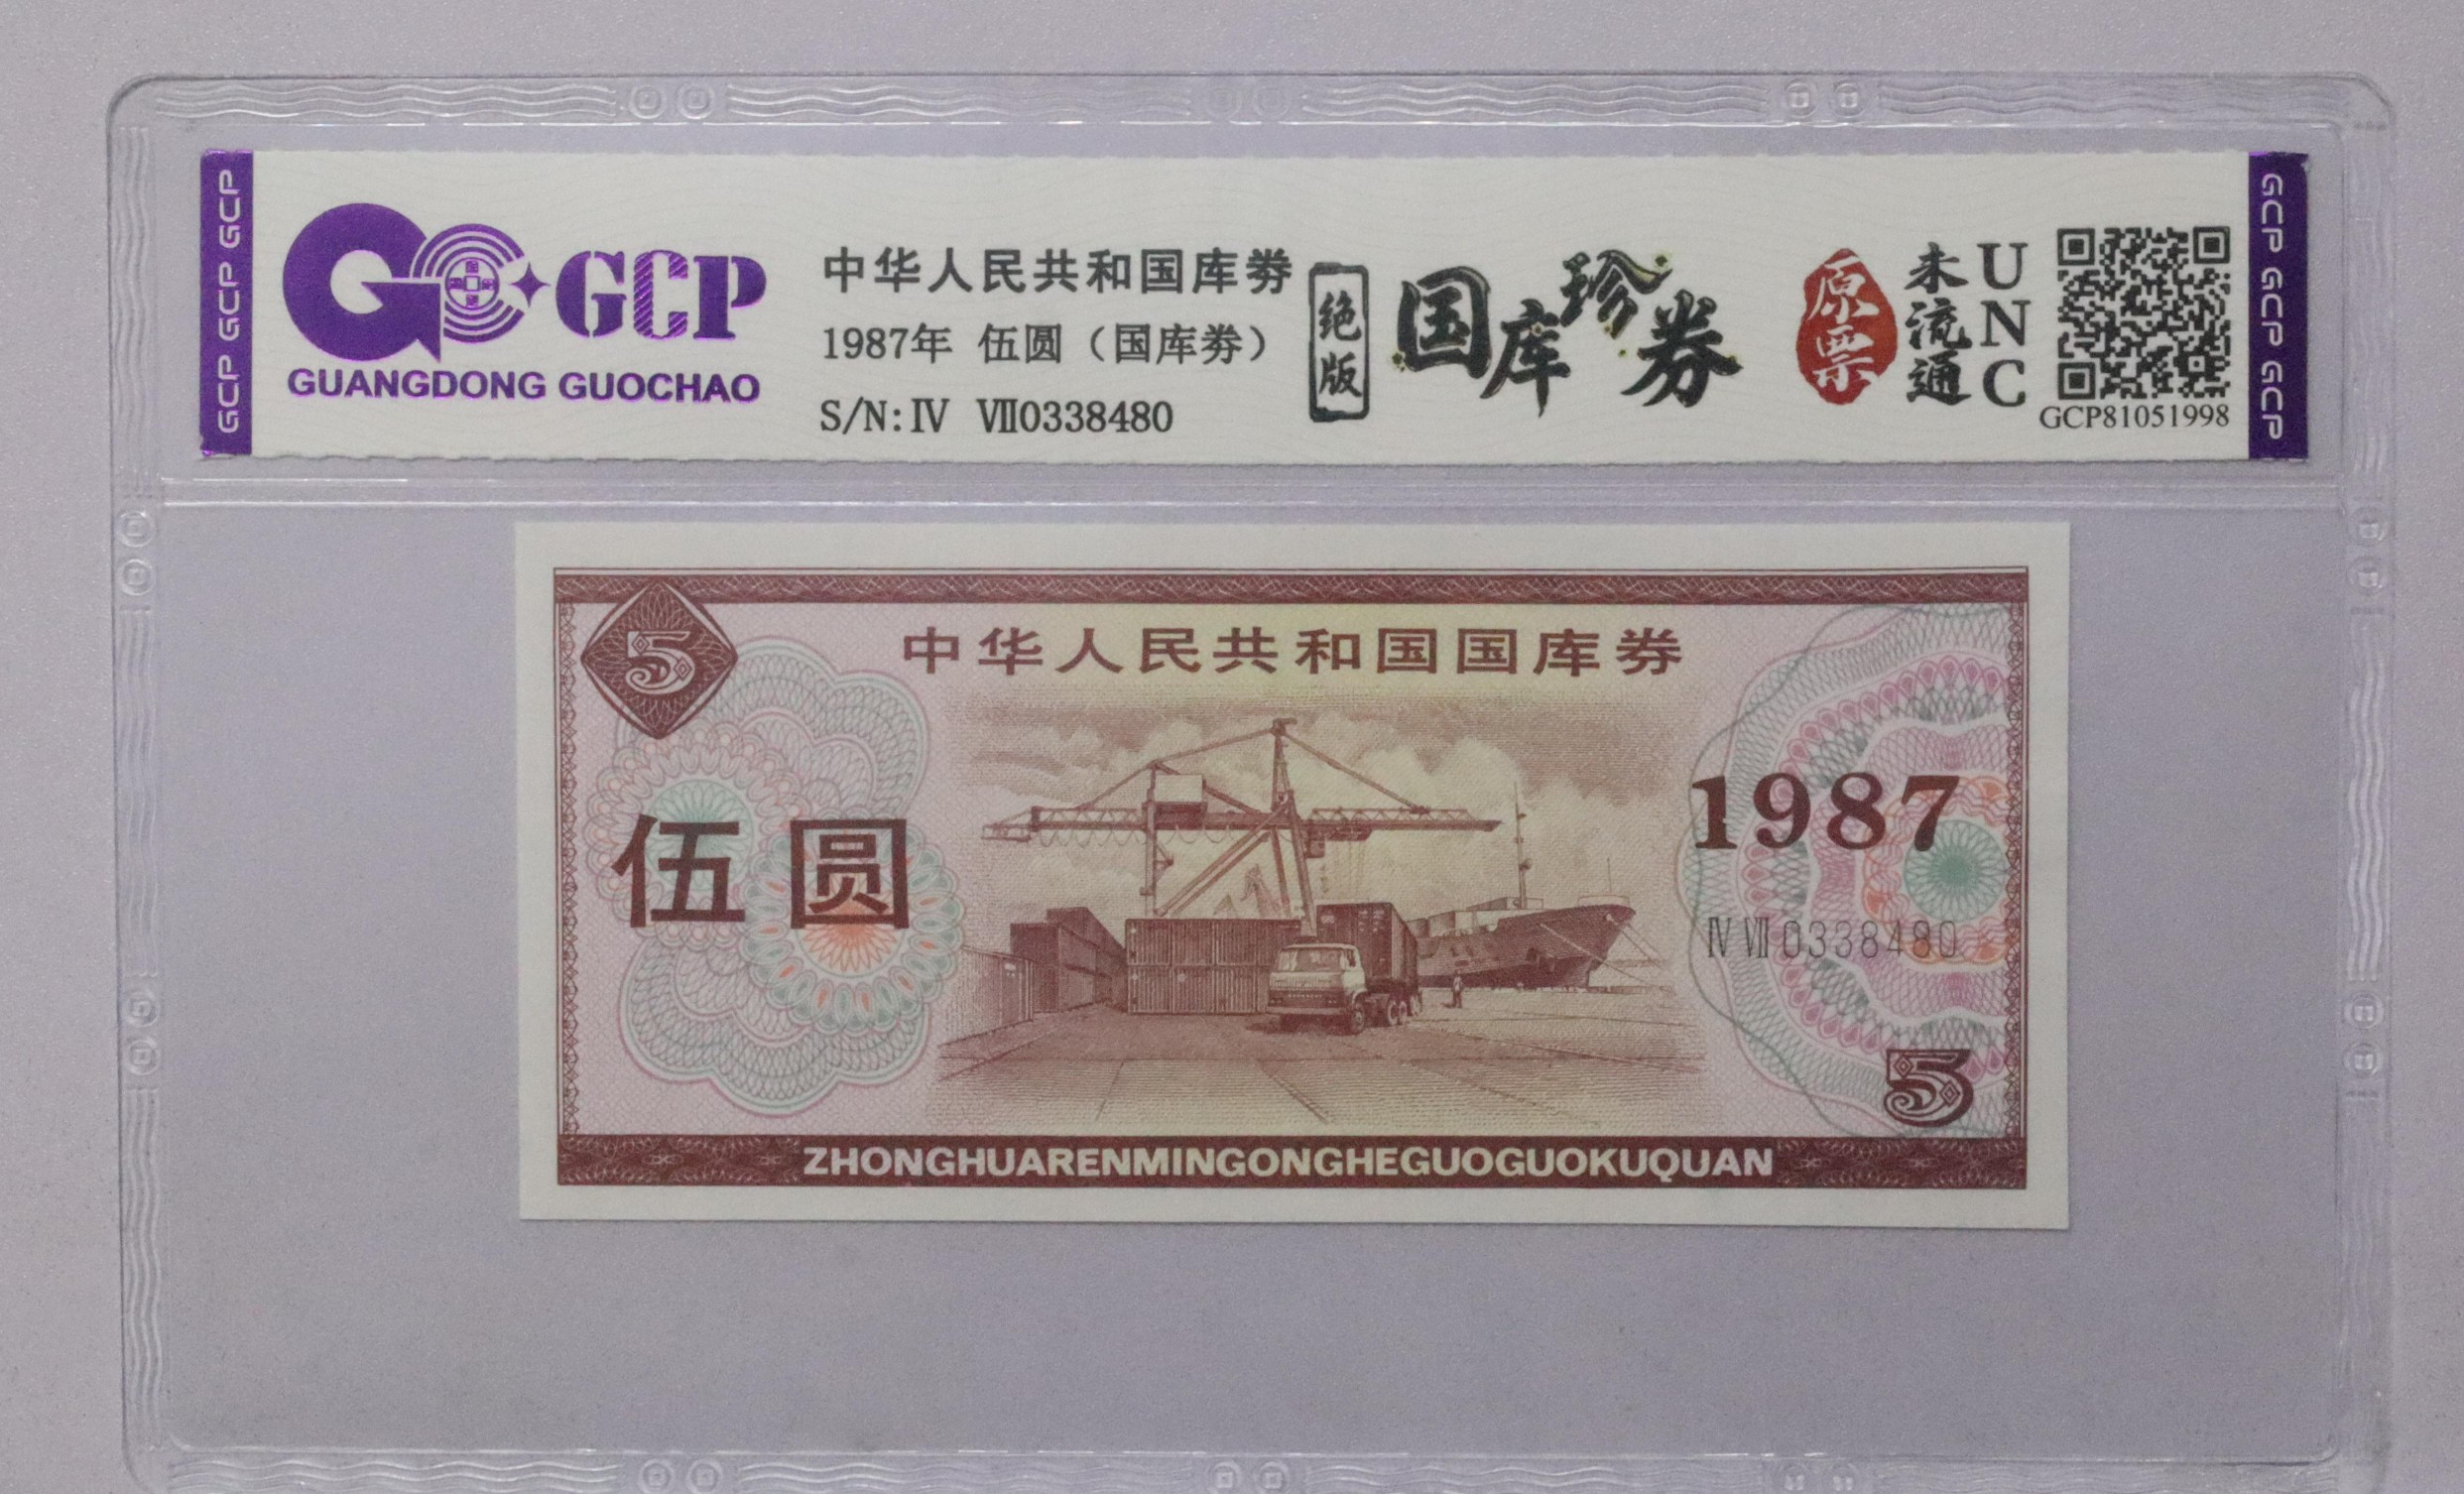 GCP GCP GCP
GCP
GUANGDONG GUOCHAO
中华人民共和国库券
1987年 伍圆（国库券）
S/N: Ⅳ Ⅶ0338480
绝版
国库珍券
原票
未流通
UNC
GCP81051998
GCP GCP GCP
5
中华人民共和国国库券
伍圆
1987
Ⅳ Ⅶ 0338480
5
ZHONGHUARENMINGONGHEGUOGUOKUQUAN